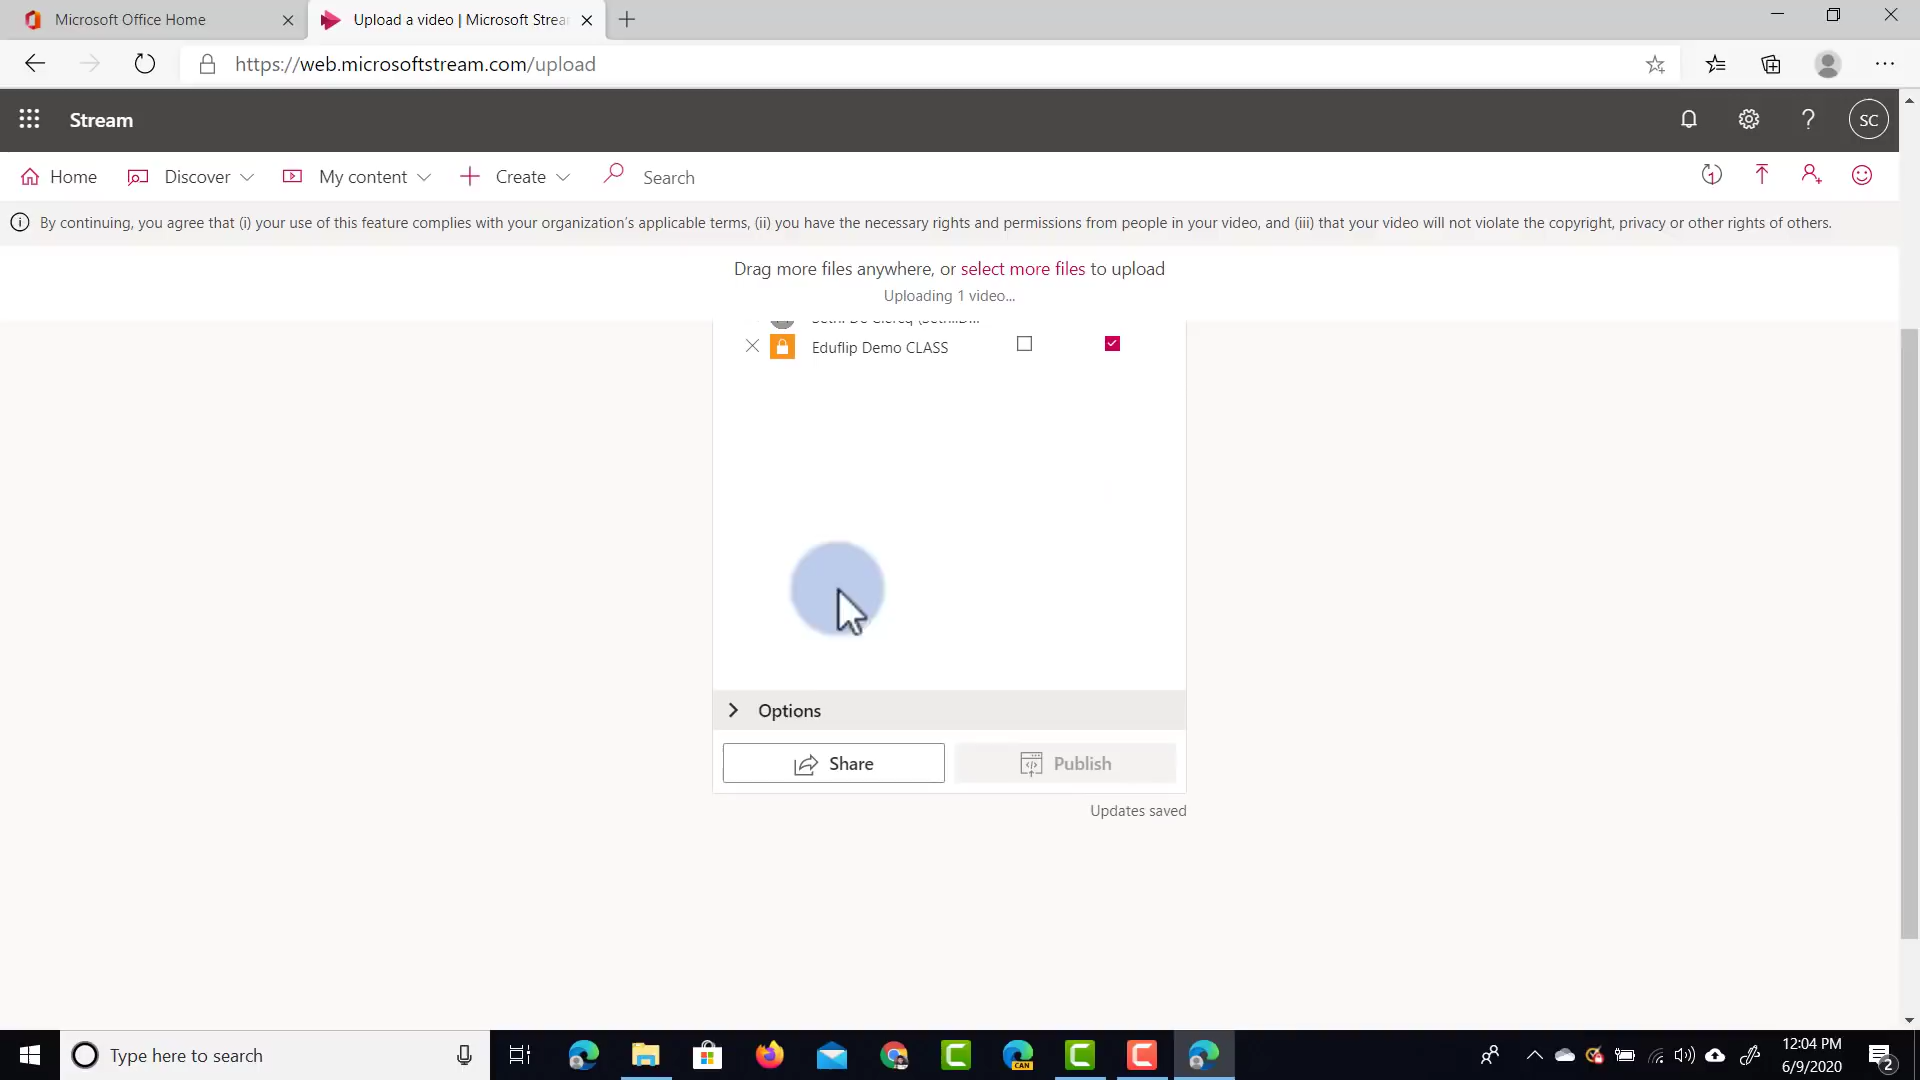 Microsoft Office Home
Upload a video | Microsoft Strea
https://web.microsoftstream.com/upload
Stream
SC
Home
Discover
My content
Create
Search
1
By continuing, you agree that (i) your use of this feature complies with your organization's applicable terms, (ii) you have the necessary rights and permissions from people in your video, and (iii) that your video will not violate the copyright, privacy or other rights of others.
Drag more files anywhere, or select more files to upload
Uploading 1 video...
Eduflip Demo CLASS
Options
Share
Publish
Updates saved
Type here to search
CAN
12:04 PM
6/9/2020
2